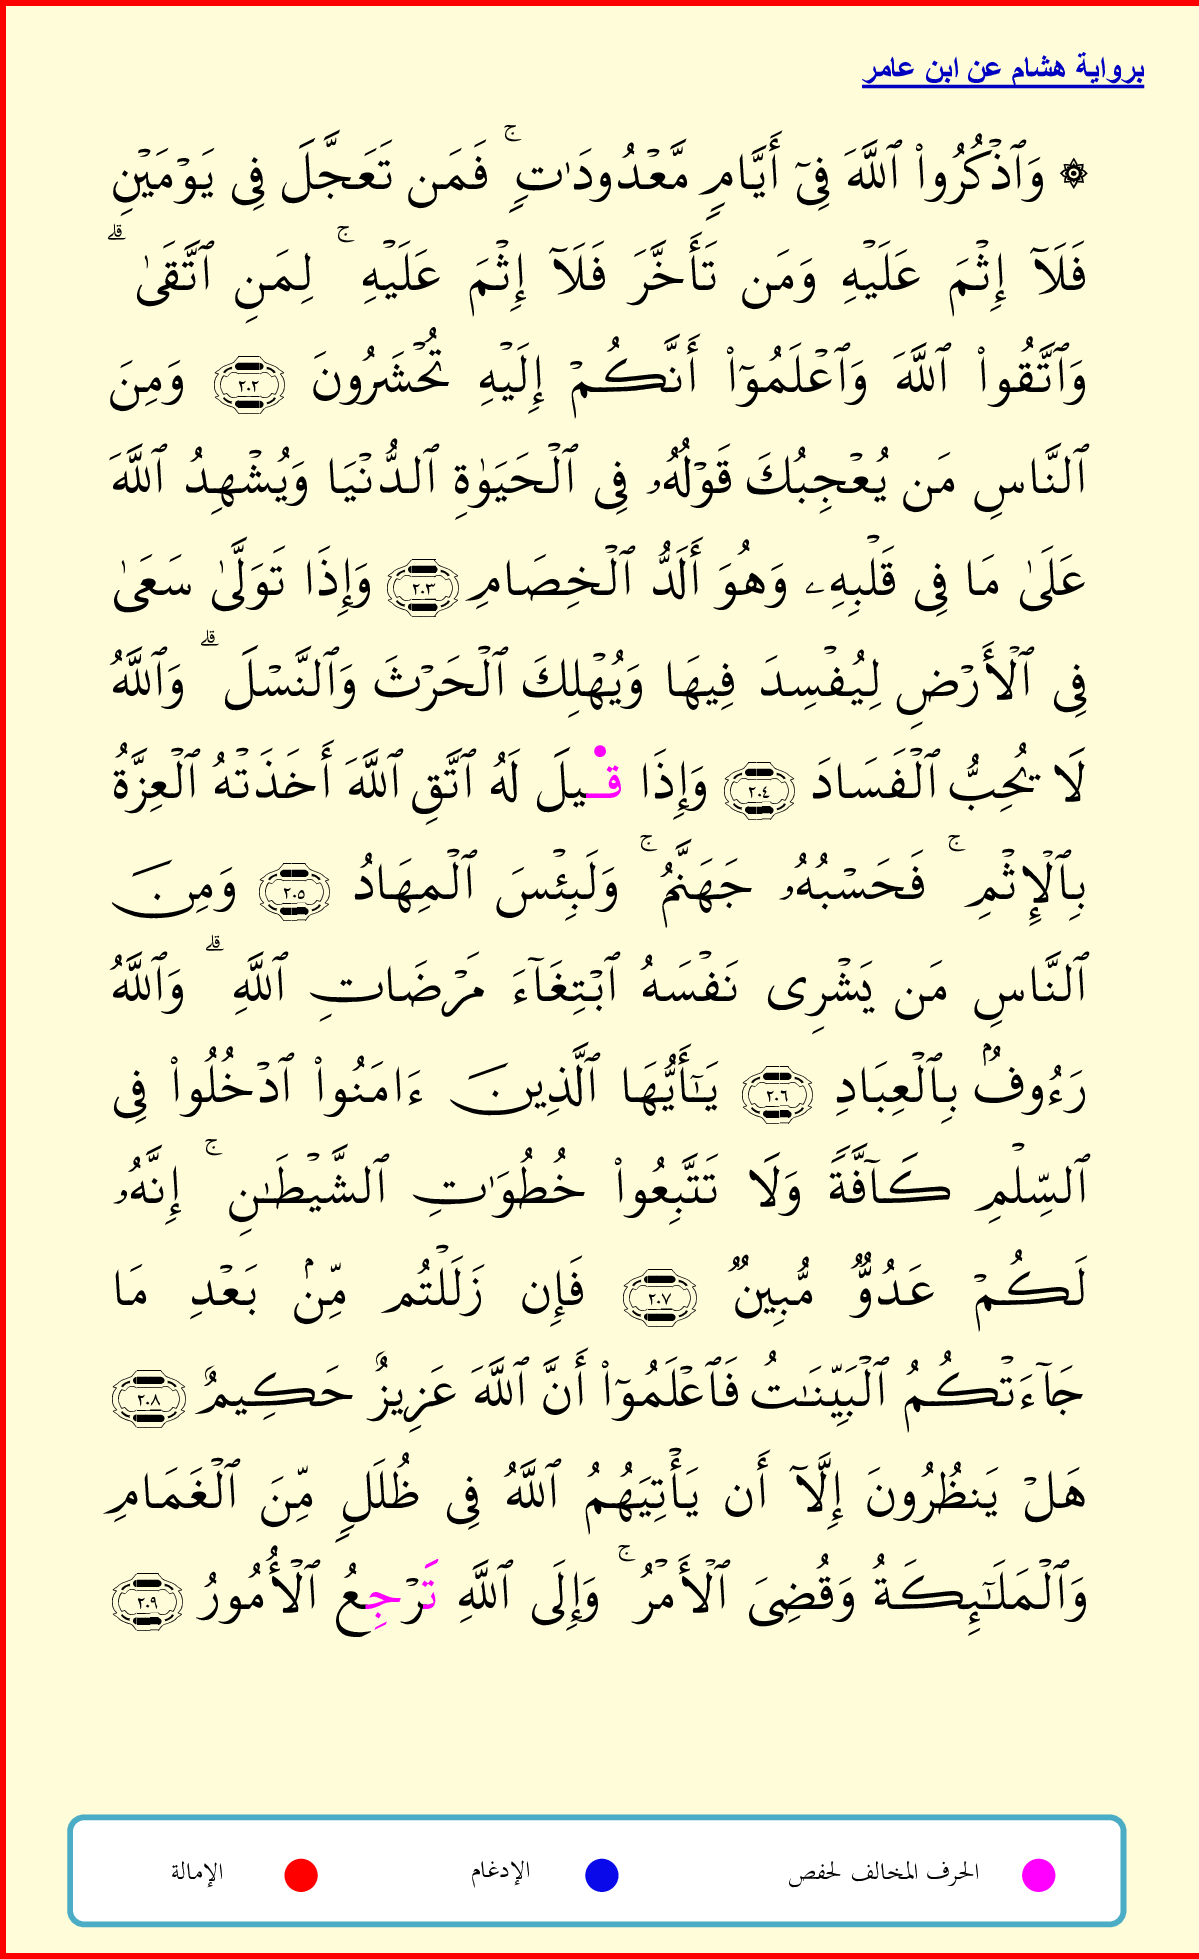 برواية هشام عن ابن عامر
۞ وَٱذْكُرُوا۟ ٱللَّهَ فِىٓ أَيَّامٍ مَّعْدُودَٰتٍ ۚ فَمَن تَعَجَّلَ فِى يَوْمَيْنِ
فَلَآ إِثْمَ عَلَيْهِ وَمَن تَأَخَّرَ فَلَآ إِثْمَ عَلَيْهِ ۚ لِمَنِ ٱتَّقَىٰ ۗ
وَٱتَّقُوا۟ ٱللَّهَ وَٱعْلَمُوٓا۟ أَنَّكُمْ إِلَيْهِ تُحْشَرُونَ ٢٠٢ وَمِنَ
ٱلنَّاسِ مَن يُعْجِبُكَ قَوْلُهُۥ فِى ٱلْحَيَوٰةِ ٱلدُّنْيَا وَيُشْهِدُ ٱللَّهَ
عَلَىٰ مَا فِى قَلْبِهِۦ وَهُوَ أَلَدُّ ٱلْخِصَامِ ٢٠٣ وَإِذَا تَوَلَّىٰ سَعَىٰ
فِى ٱلْأَرْضِ لِيُفْسِدَ فِيهَا وَيُهْلِكَ ٱلْحَرْثَ وَٱلنَّسْلَ ۗ وَٱللَّهُ
لَا يُحِبُّ ٱلْفَسَادَ ٢٠٤ وَإِذَا قـ۬يلَ لَهُ ٱتَّقِ ٱللَّهَ أَخَذَتْهُ ٱلْعِزَّةُ
بِٱلْإِثْمِ ۚ فَحَسْبُهُۥ جَهَنَّمُ ۚ وَلَبِئْسَ ٱلْمِهَادُ ٢٠٥ وَمِنَ
ٱلنَّاسِ مَن يَشْرِى نَفْسَهُ ٱبْتِغَآءَ مَرْضَاتِ ٱللَّهِ ۗ وَٱللَّهُ
رَءُوفٌۢ بِٱلْعِبَادِ ٢٠٦ يَـٰٓأَيُّهَا ٱلَّذِينَ ءَامَنُوا۟ ٱدْخُلُوا۟ فِى
ٱلسِّلْمِ كَآفَّةً وَلَا تَتَّبِعُوا۟ خُطُوَٰتِ ٱلشَّيْطَـٰنِ ۚ إِنَّهُۥ
لَكُمْ عَدُوٌّ مُّبِينٌ ٢٠٧ فَإِن زَلَلْتُم مِّنۢ بَعْدِ مَا
جَآءَتْكُمُ ٱلْبَيِّنَـٰتُ فَٱعْلَمُوٓا۟ أَنَّ ٱللَّهَ عَزِيزٌ حَكِيمٌ ٢٠٨
هَلْ يَنظُرُونَ إِلَّآ أَن يَأْتِيَهُمُ ٱللَّهُ فِى ظُلَلٍ مِّنَ ٱلْغَمَامِ
وَٱلْمَلَـٰٓئِكَةُ وَقُضِىَ ٱلْأَمْرُ ۚ وَإِلَى ٱللَّهِ تَرْجِعُ ٱلْأُمُورُ ٢٠٩
الحرف المخالف لحفص الإدغام الإمالة